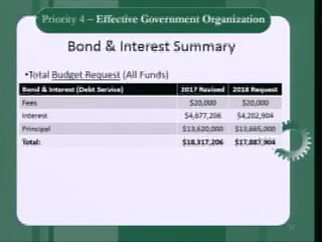 Priority 4 – Effective Government Organization
Bond & Interest Summary
•Total Budget Request (All Funds)
Bond & Interest (Debt Service) 2017 Revised 2018 Request
Fees $20,000 $20,000
Interest $4,677,206 $4,202,904
Principal $13,620,000 $13,665,000
Total: $18,317,206 $17,887,904